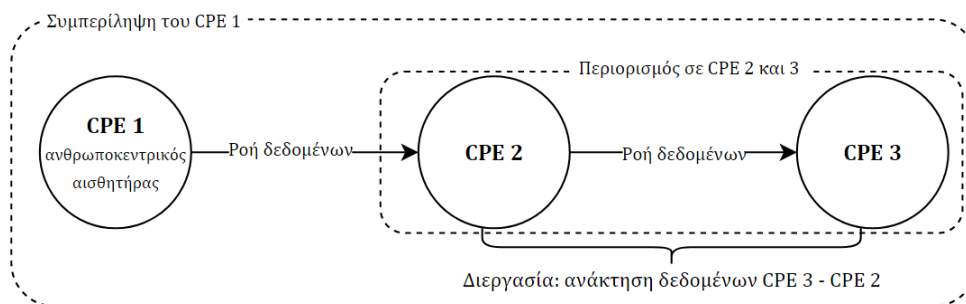 Συμπερίληψη του CPE 1
Περιορισμός σε CPE 2 και 3
CPE 1
ανθρωποκεντρικός
αισθητήρας
Ροή δεδομένων
CPE 2
Ροή δεδομένων
CPE 3
Διεργασία: ανάκτηση δεδομένων CPE 3 - CPE 2